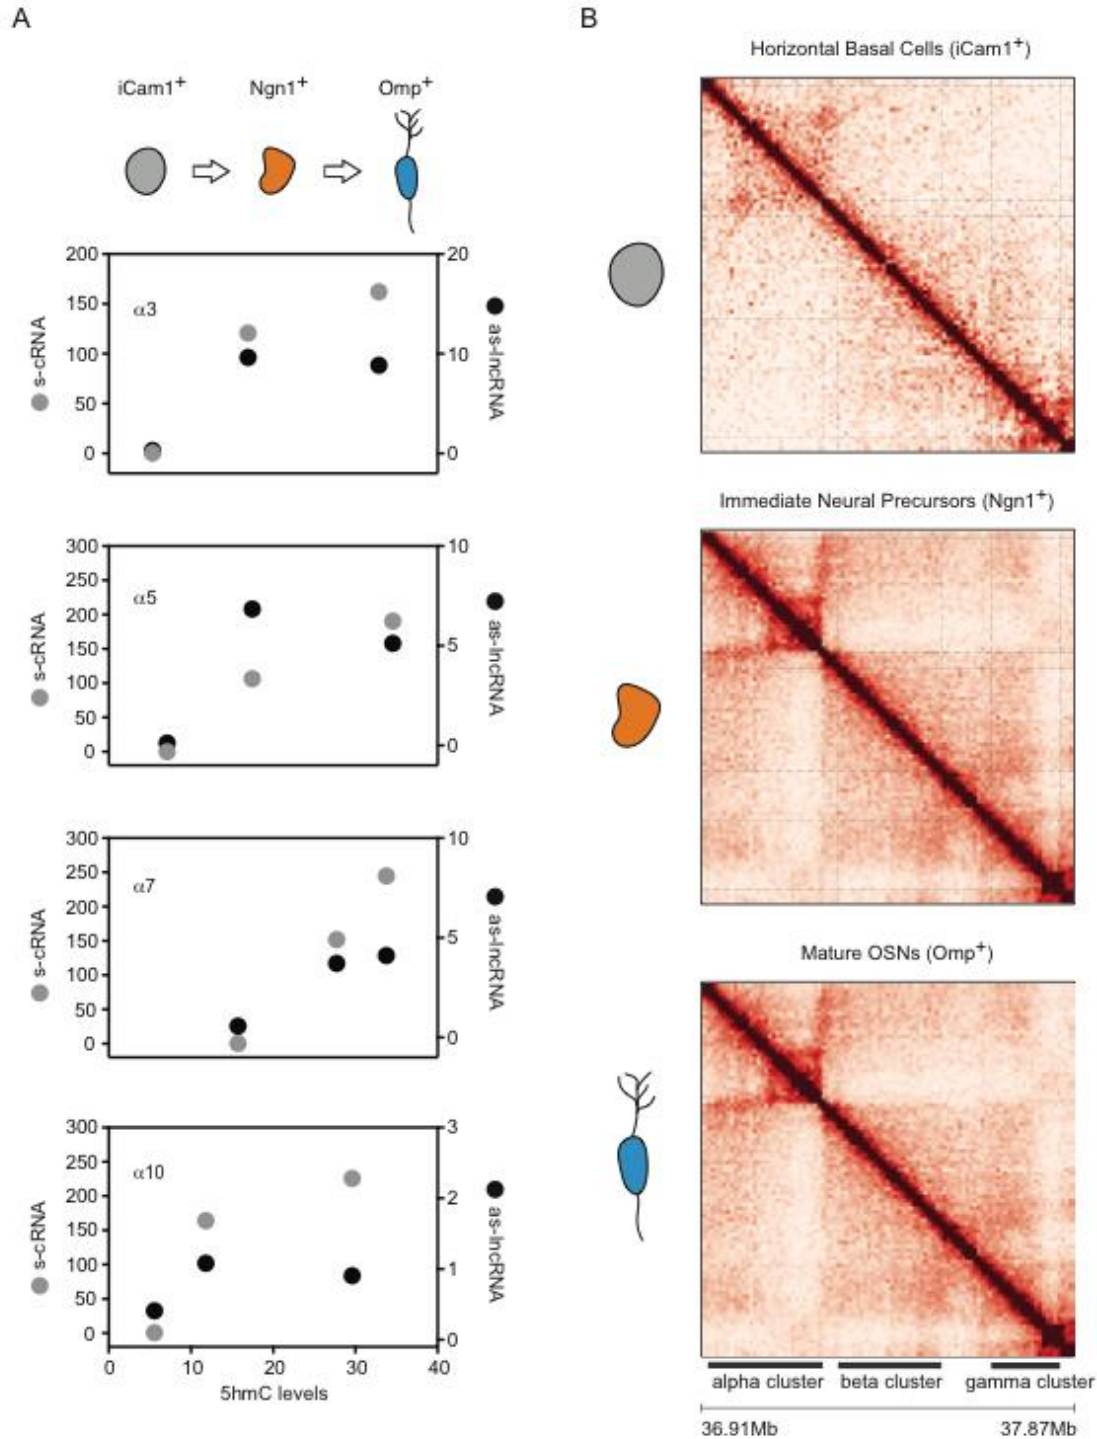 A
iCam1+ Ngn1+ Omp+
200
150
100
50
0
s-cRNA
α3
20
10
0
as-lncRNA
300
250
200
150
100
50
0
s-cRNA
α5
10
5
0
as-lncRNA
300
250
200
150
100
50
0
s-cRNA
α7
10
5
0
as-lncRNA
300
250
200
150
100
50
0
s-cRNA
α10
3
2
1
0
as-lncRNA
0 10 20 30 40
5hmC levels
B
Horizontal Basal Cells (iCam1+)
Immediate Neural Precursors (Ngn1+)
Mature OSNs (Omp+)
alpha cluster beta cluster gamma cluster
36.91Mb 37.87Mb